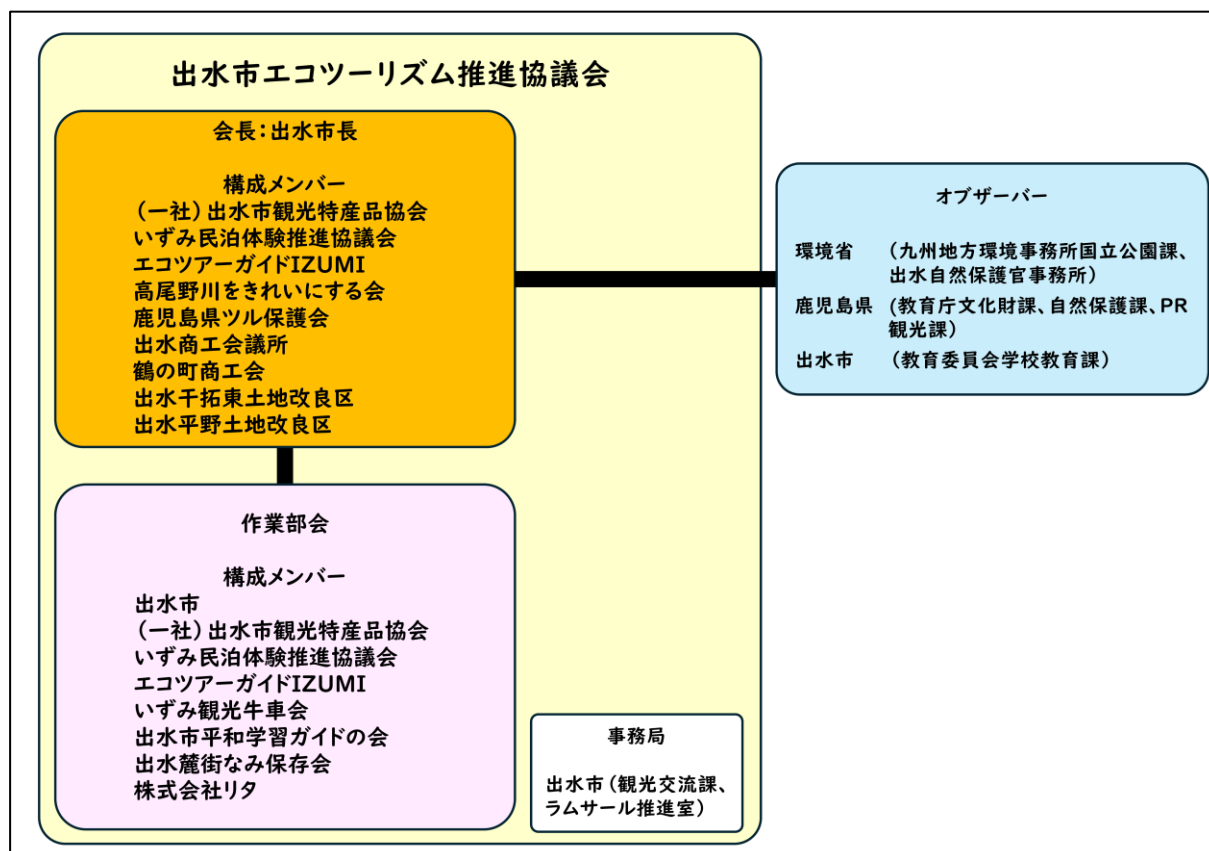 出水市エコツーリズム推進協議会
会長：出水市長
構成メンバー
（一社）出水市観光特産品協会
いずみ民泊体験推進協議会
エコツアーガイドIZUMI
高尾野川をきれいにする会
鹿児島県ツル保護会
出水商工会議所
鶴の町商工会
出水干拓東土地改良区
出水平野土地改良区
作業部会
構成メンバー
出水市
（一社）出水市観光特産品協会
いずみ民泊体験推進協議会
エコツアーガイドIZUMI
いずみ観光牛車会
出水市平和学習ガイドの会
出水麓街なみ保存会
株式会社リタ
事務局
出水市（観光交流課、
ラムサール推進室）
オブザーバー
環境省　（九州地方環境事務所国立公園課、
出水自然保護官事務所）
鹿児島県　(教育庁文化財課、自然保護課、PR
観光課）
出水市　（教育委員会学校教育課）